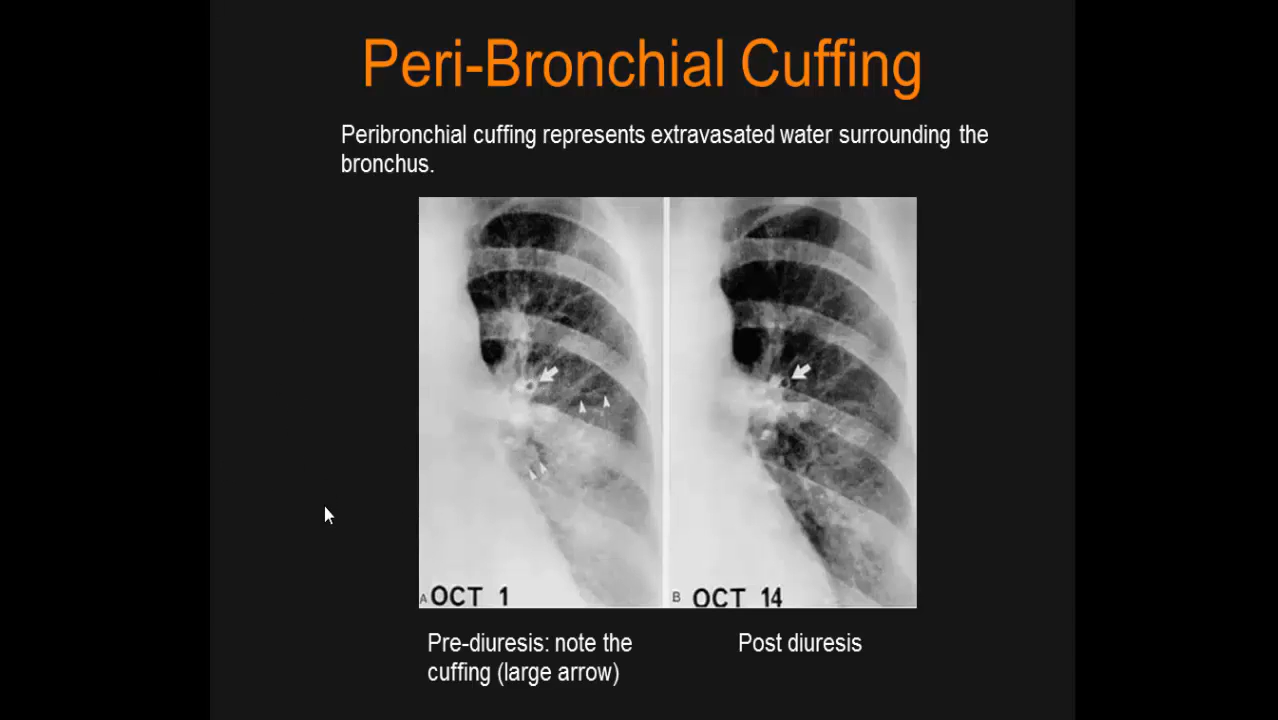 Peri-Bronchial Cuffing
Peribronchial cuffing represents extravasated water surrounding the
bronchus.
A OCT 1
B OCT 14
Pre-diuresis: note the
cuffing (large arrow)
Post diuresis